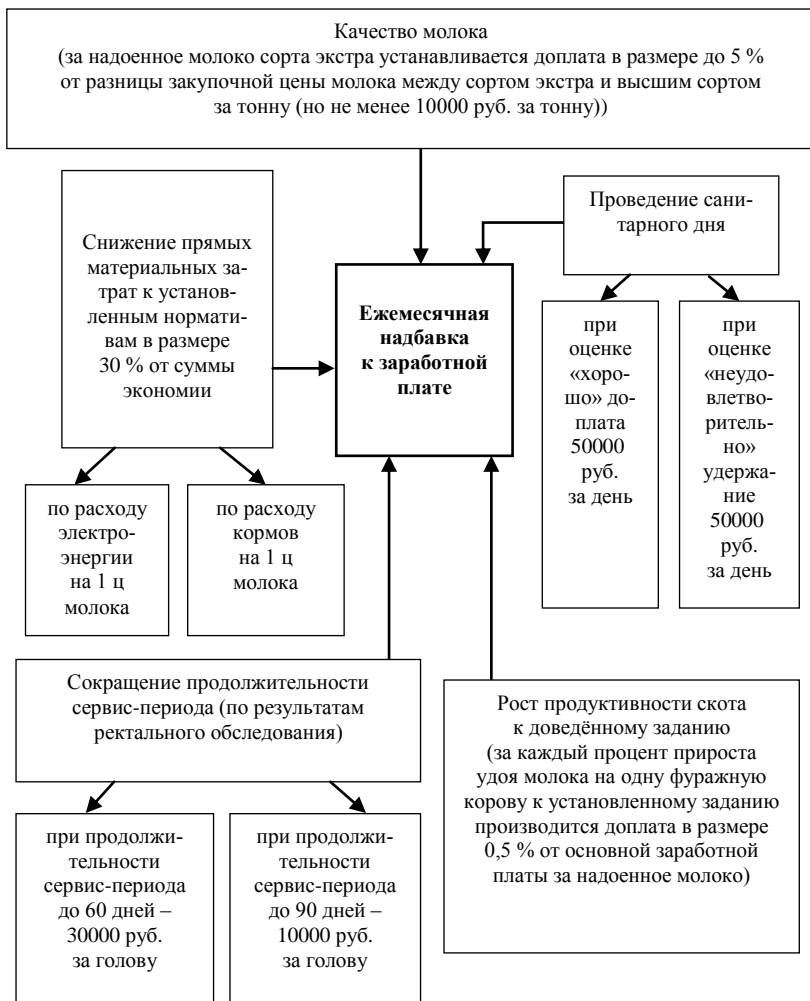 Качество молока
(за надоенное молоко сорта экстра устанавливается доплата в размере до 5 %
от разницы закупочной цены молока между сортом экстра и высшим сортом
за тонну (но не менее 10000 руб. за тонну))
Снижение прямых
материальных за-
трат к установ-
ленным нормати-
вам в размере
30 % от суммы
экономии
Ежемесячная
надбавка
к заработной
плате
Проведение сани-
тарного дня
при
оценке
«хоро-
шо» до-
плата
50000
руб.
за день
при
оценке
«неудо-
влетво-
ритель-
но»
удержа-
ние
50000
руб.
за день
по расходу
электро-
энергии
на 1 ц
молока
по расходу
кормов
на 1 ц
молока
Сокращение продолжительности
сервис-периода (по результатам
ректального обследования)
при продолжи-
тельности
сервис-периода
до 60 дней –
30000 руб.
за голову
при продолжи-
тельности
сервис-периода
до 90 дней –
10000 руб.
за голову
Рост продуктивности скота
к доведённому заданию
(за каждый процент прироста
удоя молока на одну фуражную
корову к установленному заданию
производится доплата в размере
0,5 % от основной заработной
платы за надоенное молоко)